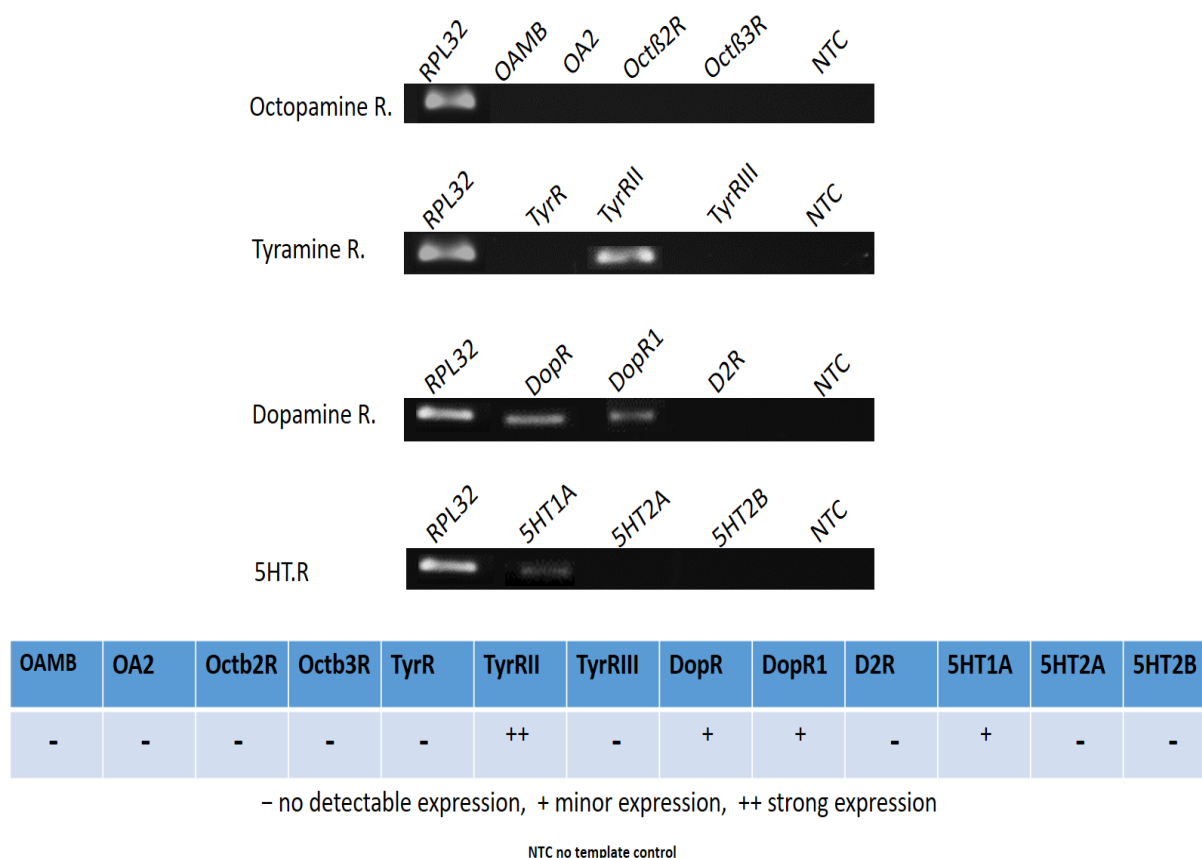 RPL32 OAMB OA2 Octß2R Octß3R NTC
Octopamine R.
RPL32 TyrR TyrRII TyrRIII NTC
Tyramine R.
RPL32 DopR DopR1 D2R NTC
Dopamine R.
RPL32 5HT1A 5HT2A 5HT2B NTC
5HT.R
OAMB OA2 Octb2R Octb3R TyrR TyrRII TyrRIII DopR DopR1 D2R 5HT1A 5HT2A 5HT2B
- - - - - ++ - + + - + - -
– no detectable expression, + minor expression, ++ strong expression
NTC no template control